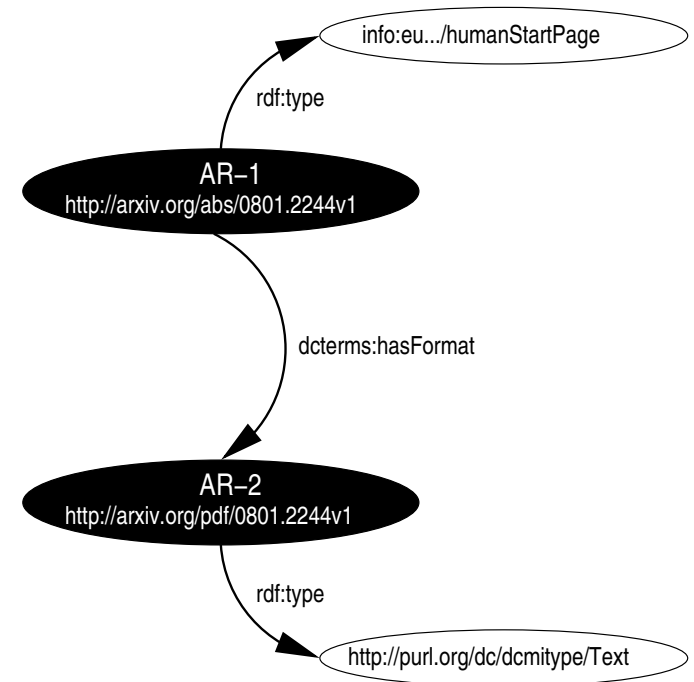 info:eu.../humanStartPage
rdf:type
AR−1
http://arxiv.org/abs/0801.2244v1
dcterms:hasFormat
AR−2
http://arxiv.org/pdf/0801.2244v1
rdf:type
http://purl.org/dc/dcmitype/Text